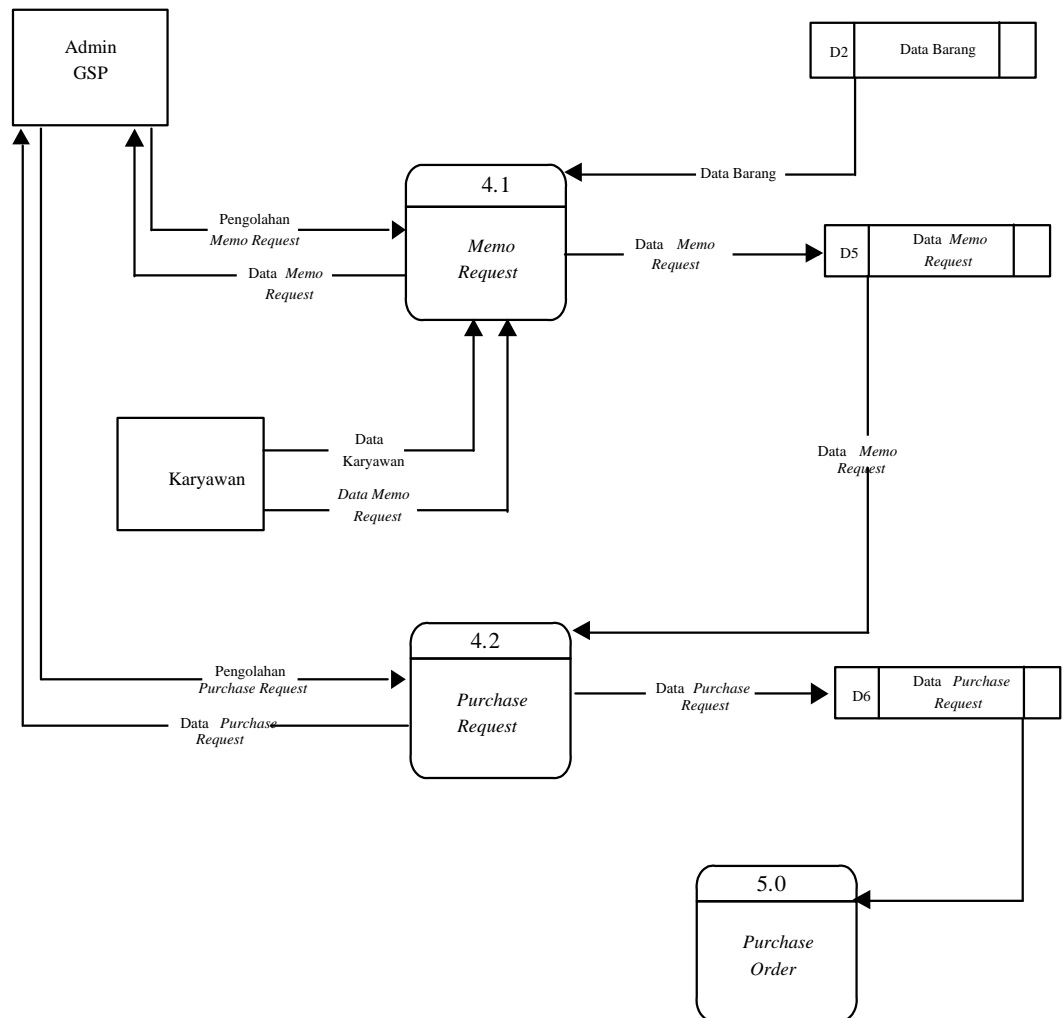 Admin
GSP
D2
Data Barang
4.1
Data Barang
Pengolahan
Memo Request
Memo
Request
Data Memo
Request
D5
Data Memo
Request
Data Memo
Request
Data
Karyawan
Karyawan
Data Memo
Request
Data Memo
Request
4.2
Pengolahan
Purchase Request
Purchase
Request
Data Purchase
Request
D6
Data Purchase
Request
Data Purchase
Request
5.0
Purchase
Order